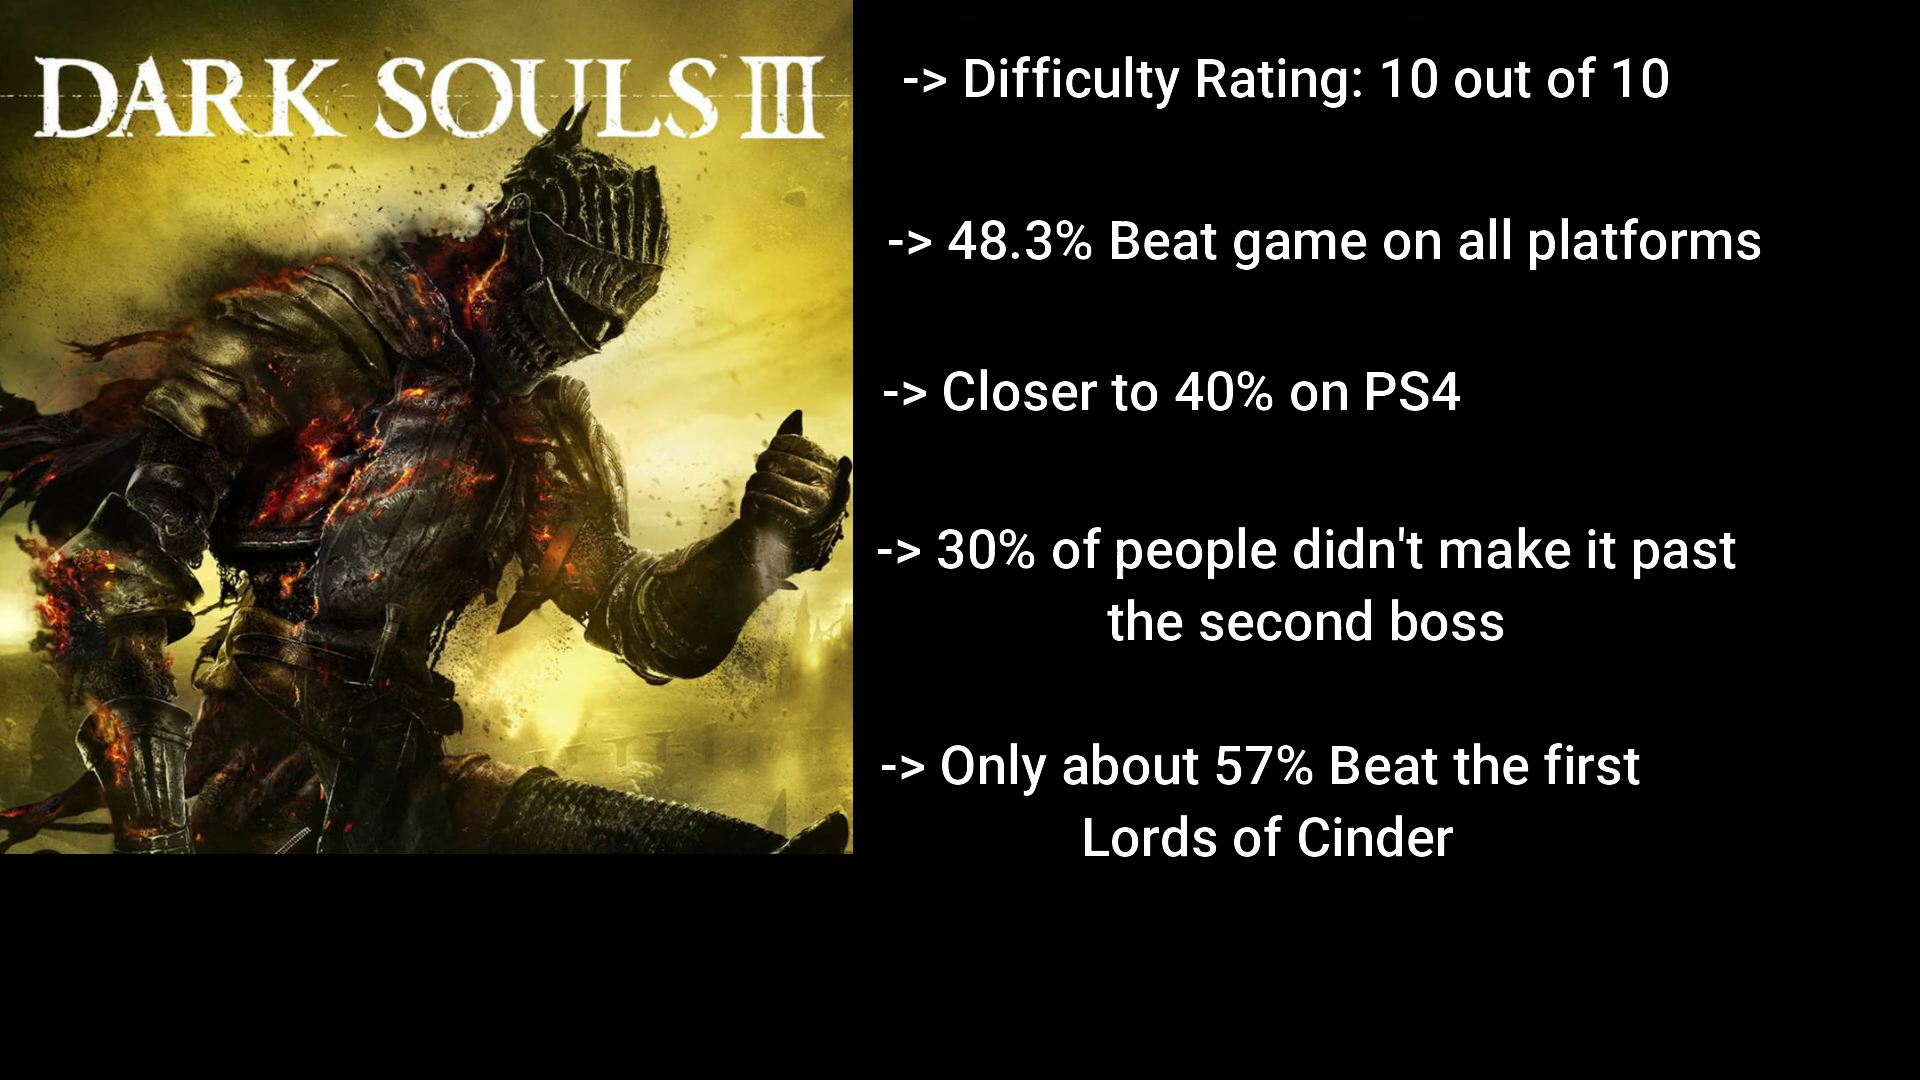 DARK SOULS III
-> Difficulty Rating: 10 out of 10
-> 48.3% Beat game on all platforms
-> Closer to 40% on PS4
-> 30% of people didn't make it past
the second boss
-> Only about 57% Beat the first
Lords of Cinder